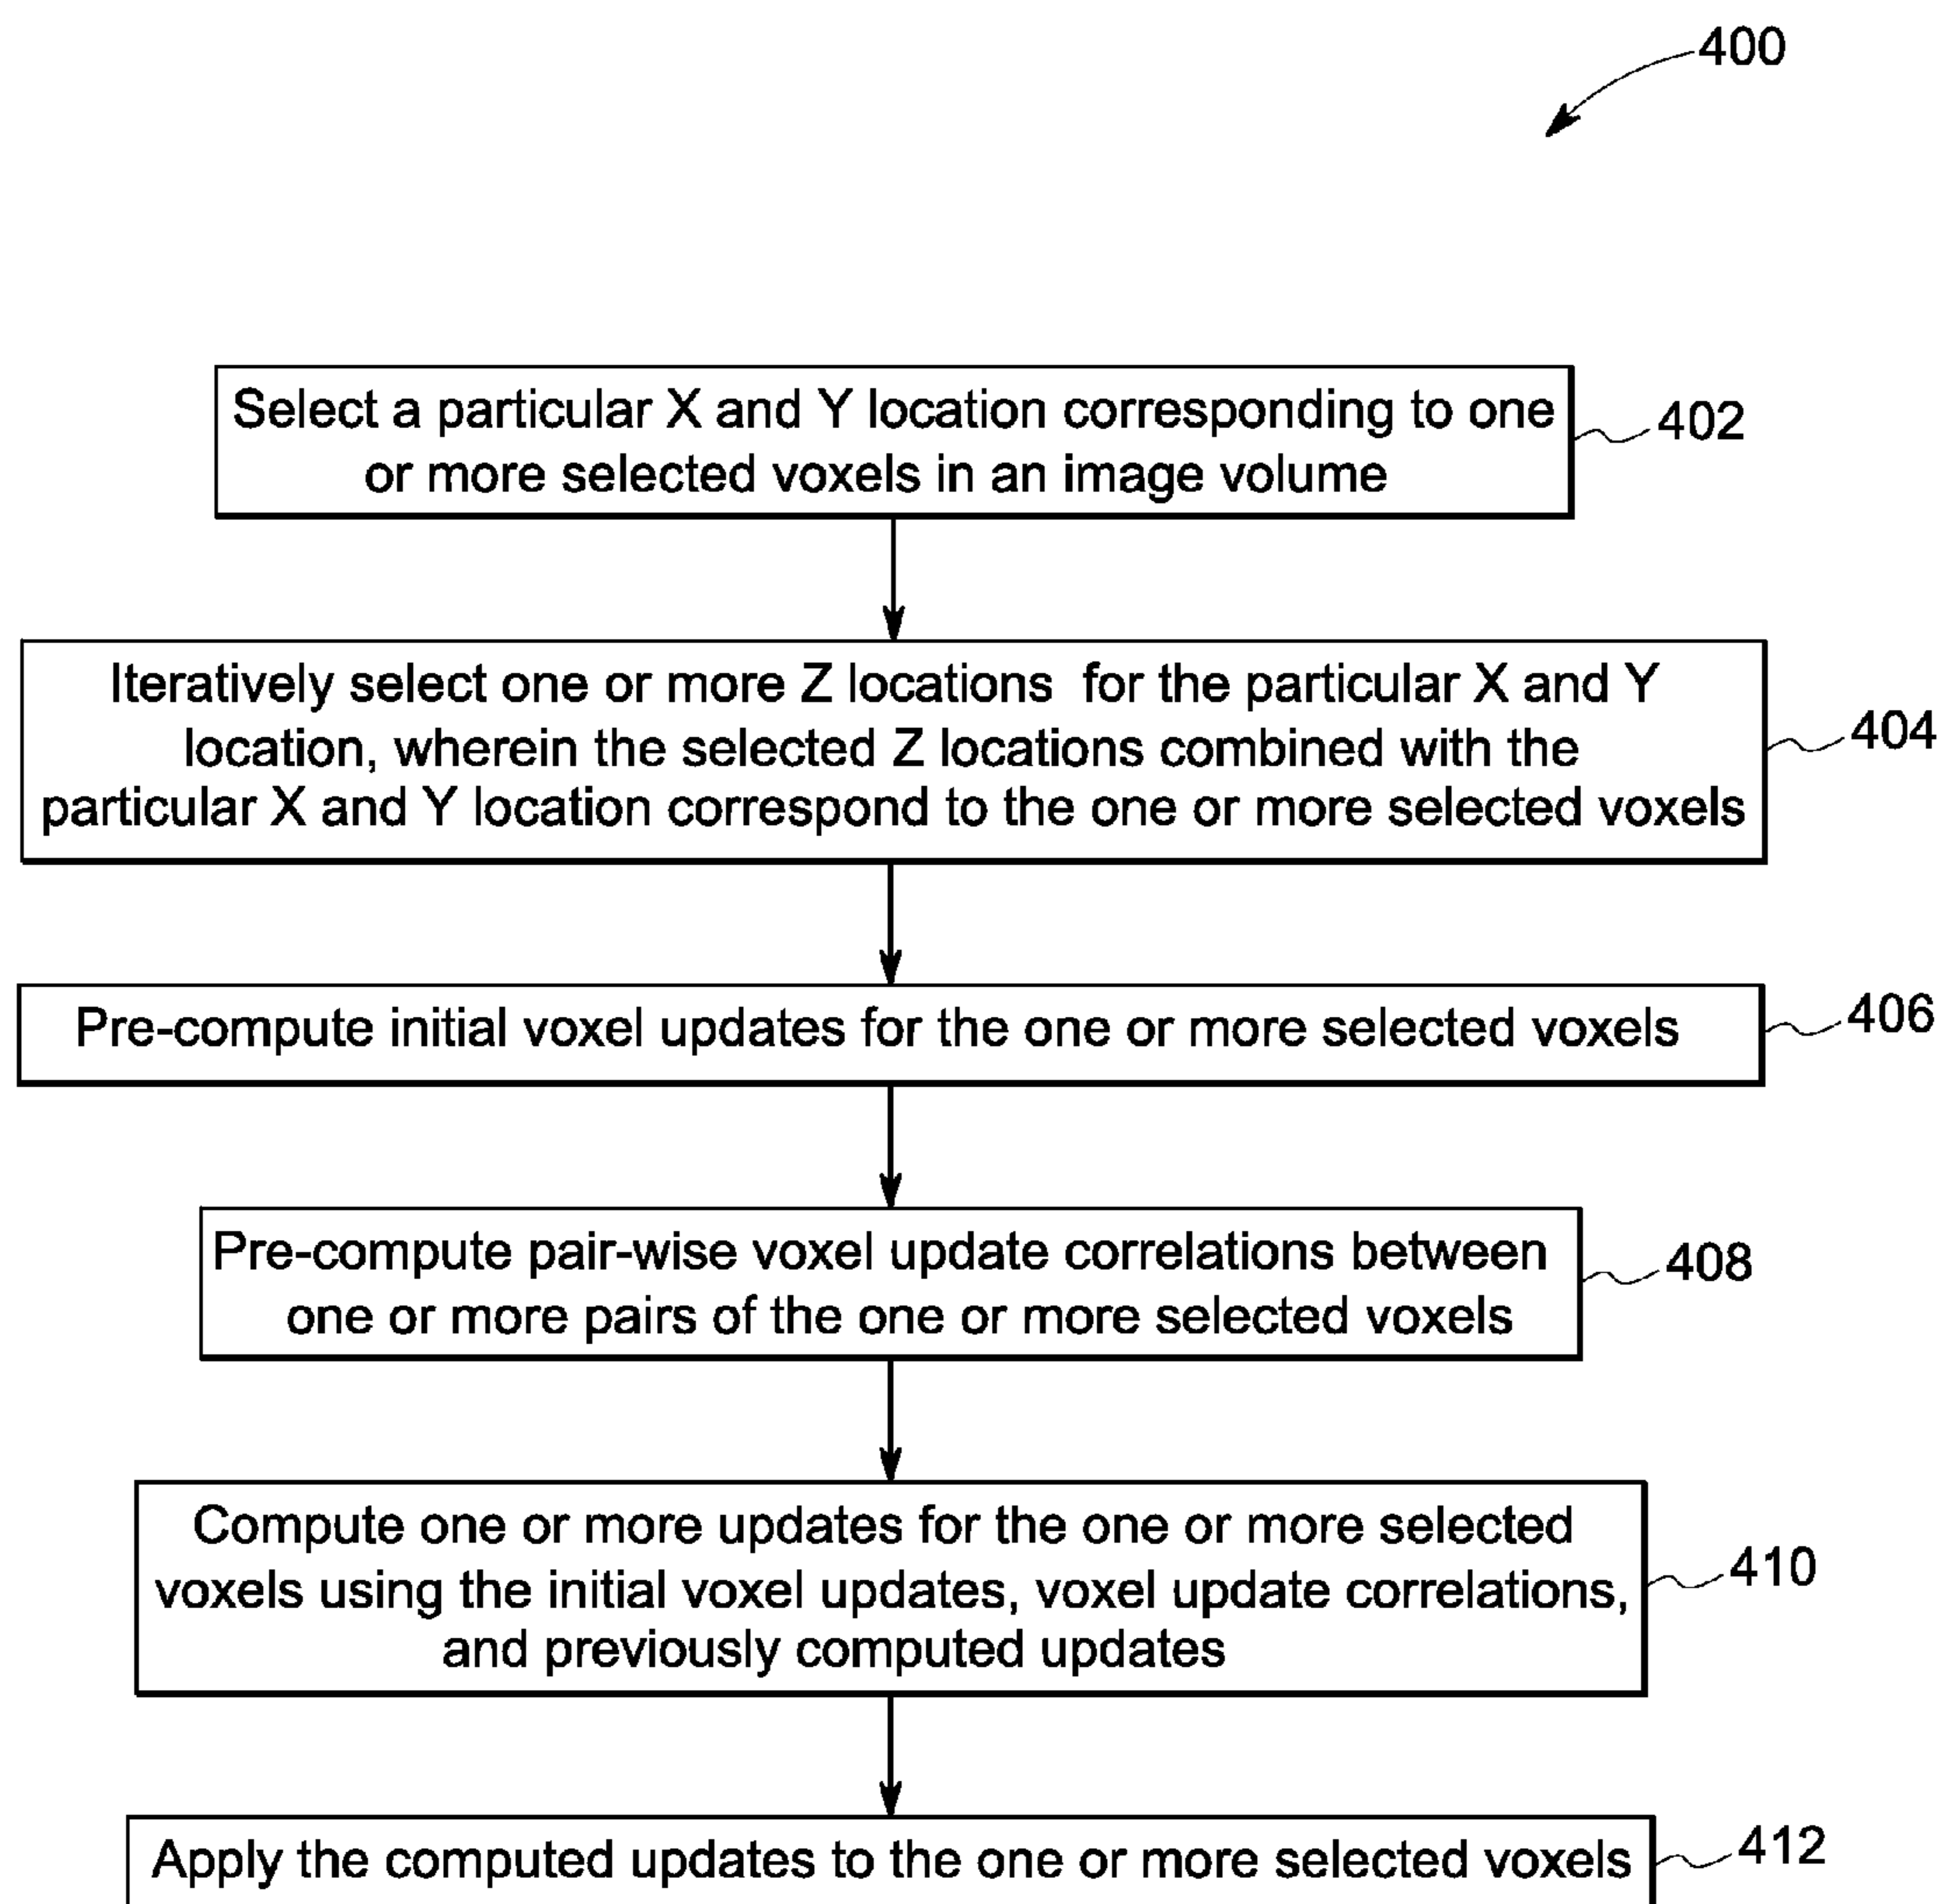 400
Select a particular X and Y location corresponding to one
or more selected voxels in an image volume
402
Iteratively select one or more Z locations for the particular X and Y
location, wherein the selected Z locations combined with the
particular X and Y location correspond to the one or more selected voxels
404
Pre-compute initial voxel updates for the one or more selected voxels
406
Pre-compute pair-wise voxel update correlations between
one or more pairs of the one or more selected voxels
408
Compute one or more updates for the one or more selected
voxels using the initial voxel updates, voxel update correlations,
and previously computed updates
410
Apply the computed updates to the one or more selected voxels
412